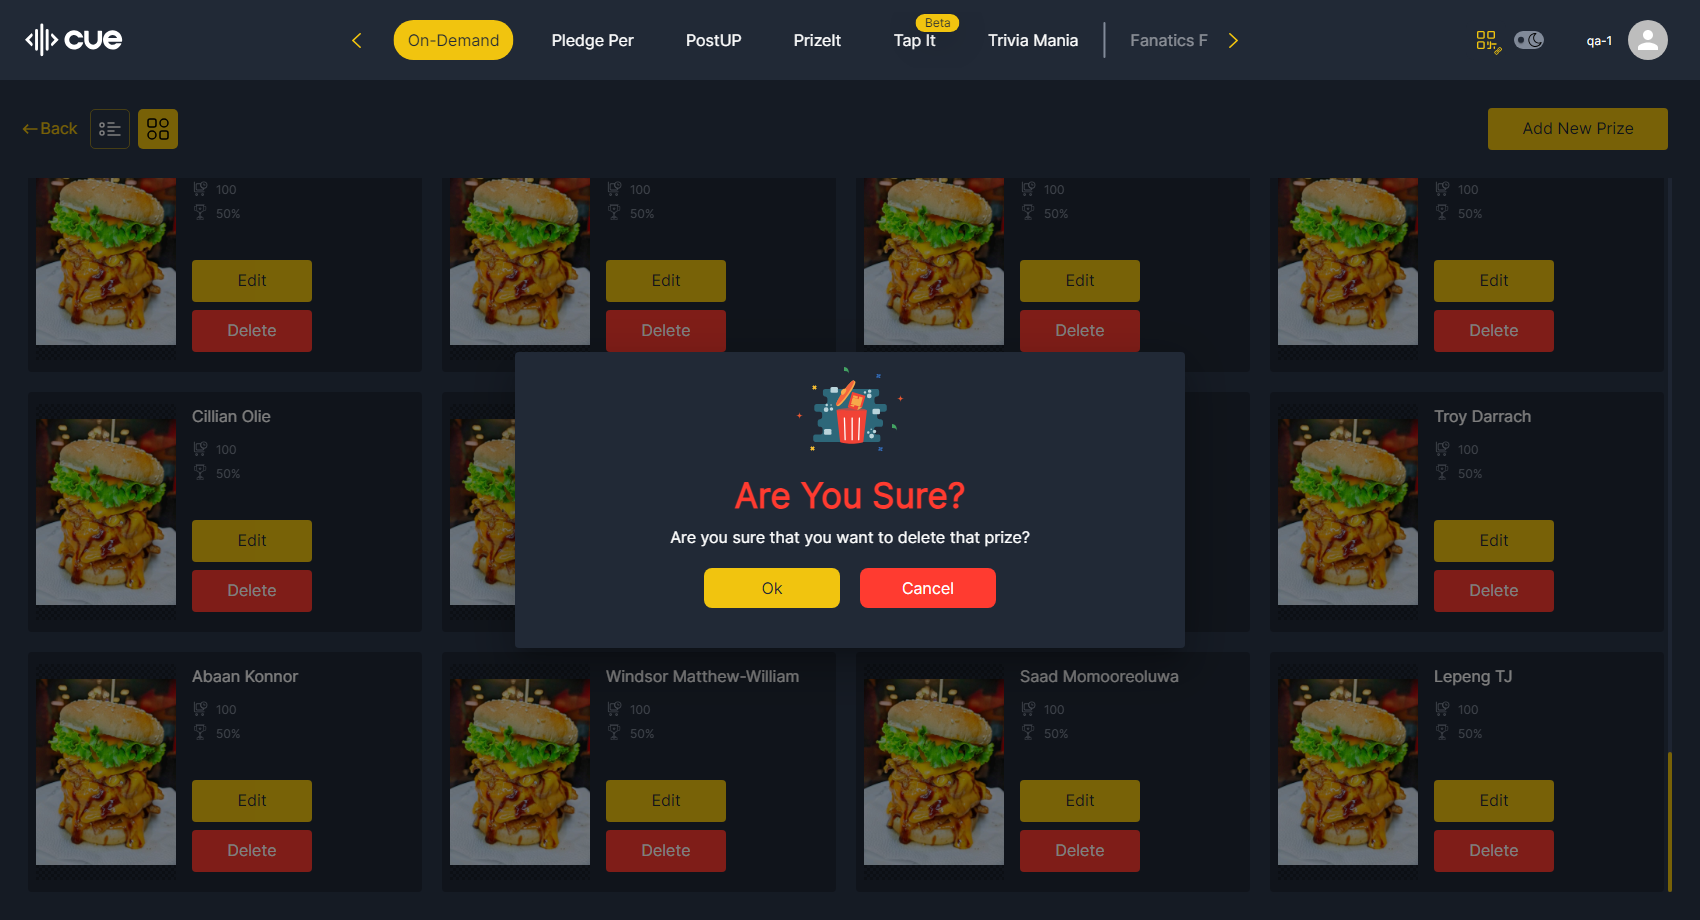 cue
On-Demand
Pledge Per
PostUP
PrizeIt
Beta
Tap It
Trivia Mania
Fanatics F
qa-1
Back
Add New Prize
100
50%
Edit
Delete
100
50%
Edit
Delete
100
50%
Edit
Delete
100
50%
Edit
Delete
Cillian Olie
100
50%
Edit
Delete
Troy Darrach
100
50%
Edit
Delete
Are You Sure?
Are you sure that you want to delete that prize?
Ok
Cancel
Abaan Konnor
100
50%
Edit
Delete
Windsor Matthew-William
100
50%
Edit
Delete
Saad Momooreoluwa
100
50%
Edit
Delete
Lepeng TJ
100
50%
Edit
Delete